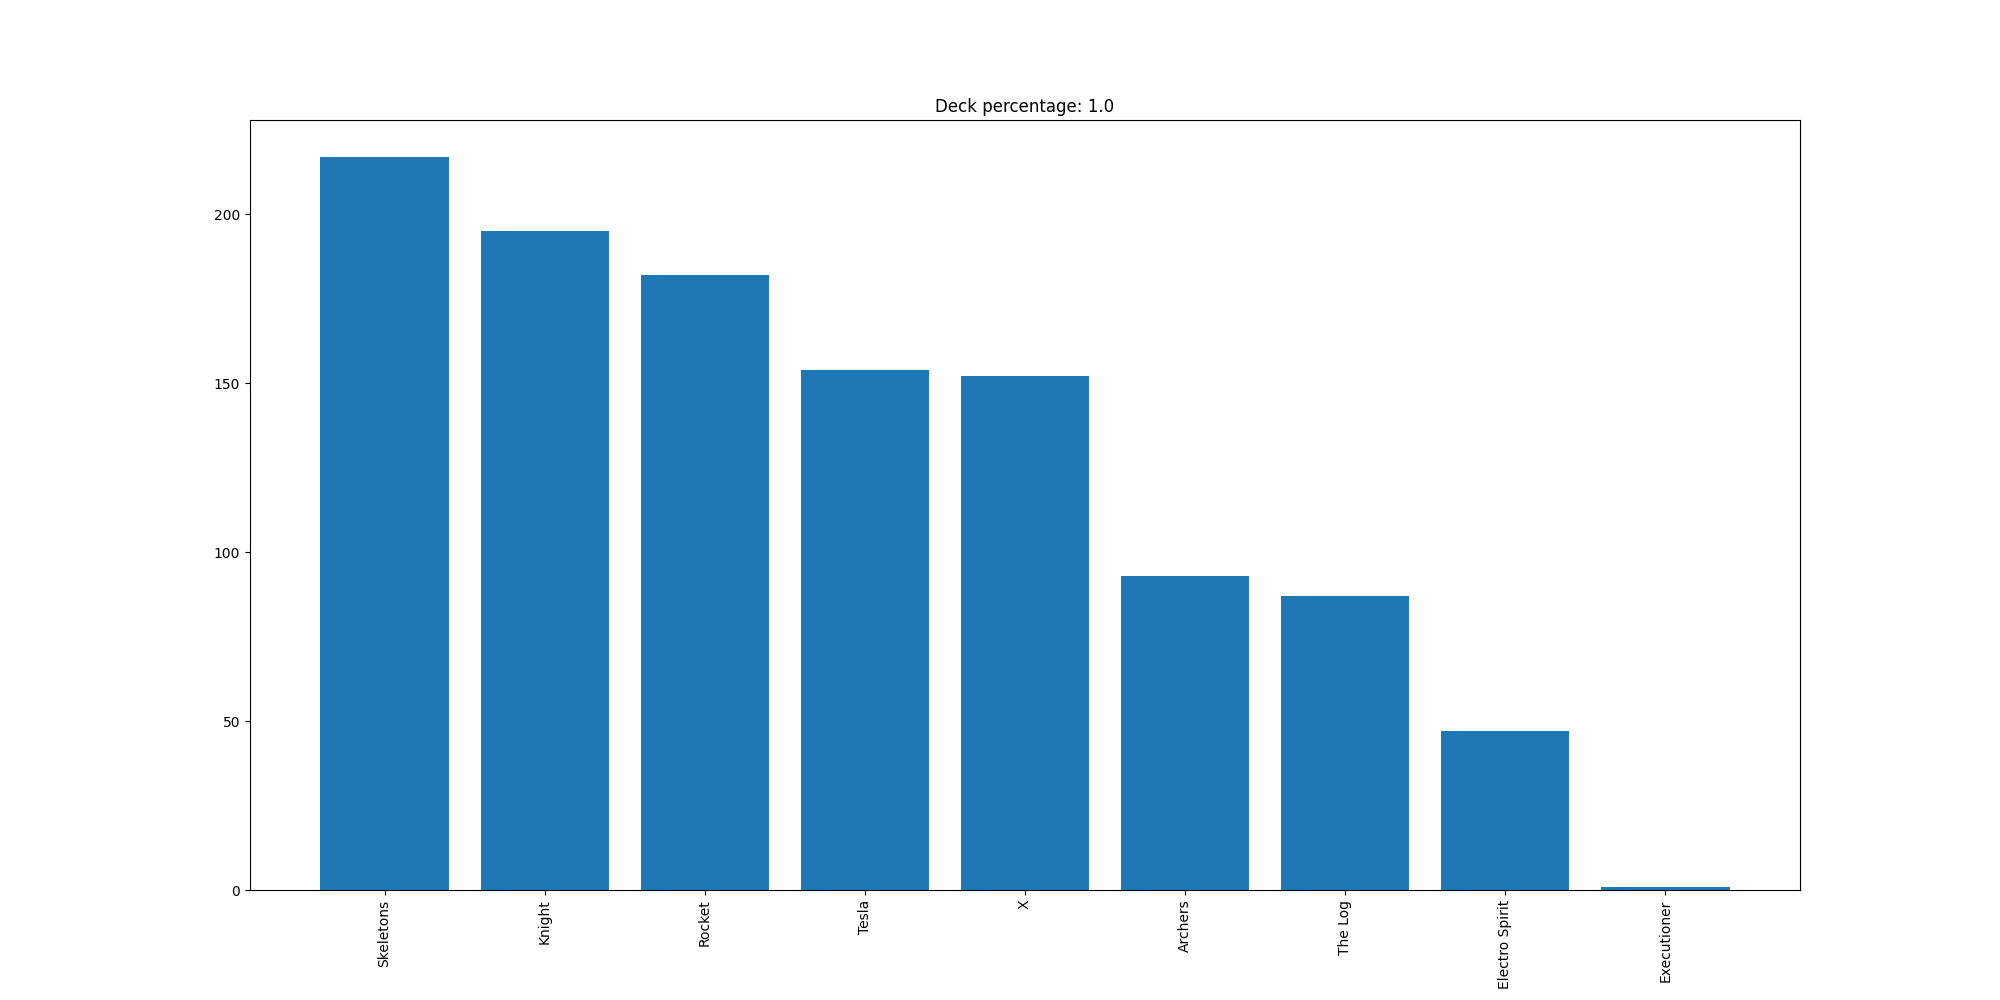 Deck percentage: 1.0
200
150
100
50
0
Skeletons
Knight
Rocket
Tesla
X
Archers
The Log
Electro Spirit
Executioner